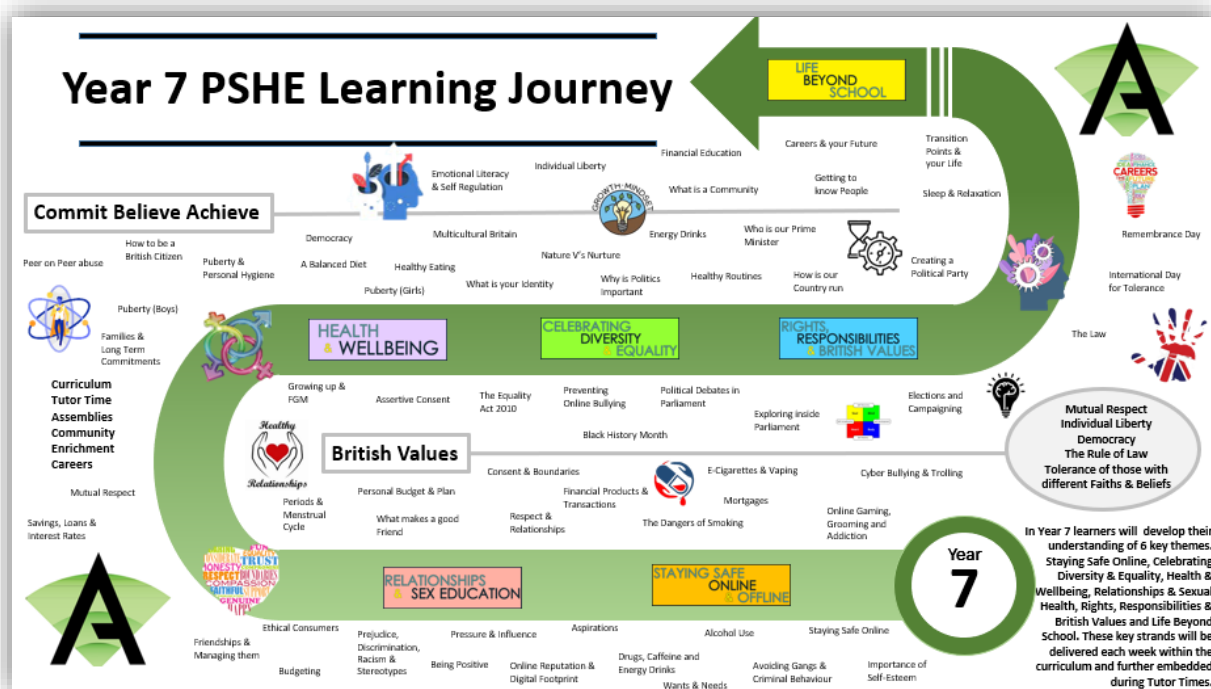 Year 7 PSHE Learning Journey
LIFE
BEYOND
SCHOOL
Commit Believe Achieve
Emotional Literacy
& Self Regulation
Individual Liberty
Financial Education
Careers & your Future
Transition
Points &
your Life
What is a Community
Getting to
know People
Sleep & Relaxation
GROWTH-MINDSET
CAREERS
PLAN
Remembrance Day
Peer on Peer abuse
How to be a
British Citizen
Puberty &
Personal Hygiene
Democracy
A Balanced Diet
Multicultural Britain
Healthy Eating
Puberty (Girls)
Nature V's Nurture
What is your Identity
Energy Drinks
Why is Politics
Important
Who is our Prime
Minister
Healthy Routines
How is our
Country run
Creating a
Political Party
International Day
for Tolerance
The Law
Puberty (Boys)
Families &
Long Term
Commitments
HEALTH
& WELLBEING
CELEBRATING
DIVERSITY
& EQUALITY
RIGHTS,
RESPONSIBILITIES
& BRITISH VALUES
Curriculum
Tutor Time
Assemblies
Community
Enrichment
Careers
Growing up &
FGM
Assertive Consent
The Equality
Act 2010
Preventing
Online Bullying
Political Debates in
Parliament
Black History Month
Exploring inside
Parliament
Elections and
Campaigning
Mutual Respect
Individual Liberty
Democracy
The Rule of Law
Tolerance of those with
different Faiths & Beliefs
Healthy
Relationships
British Values
Mutual Respect
Savings, Loans &
Interest Rates
Periods &
Menstrual
Cycle
Personal Budget & Plan
What makes a good
Friend
Consent & Boundaries
Respect &
Relationships
Financial Products &
Transactions
The Dangers of Smoking
E-Cigarettes & Vaping
Mortgages
Cyber Bullying & Trolling
Online Gaming,
Grooming and
Addiction
TRUST
HONESTY
RESPECT
BOUNDARIES
COMPASSION
FAITHFUL
SUPPORT
GENUINE
RELATIONSHIPS
& SEX EDUCATION
STAYING SAFE
ONLINE
& OFFLINE
Year
7
In Year 7 learners will develop their
understanding of 6 key themes.
Staying Safe Online, Celebrating
Diversity & Equality, Health &
Wellbeing, Relationships & Sexual
Health, Rights, Responsibilities &
British Values and Life Beyond
School. These key strands will be
delivered each week within the
curriculum and further embedded
during Tutor Times.
Friendships &
Managing them
Ethical Consumers
Budgeting
Prejudice,
Discrimination,
Racism &
Stereotypes
Pressure & Influence
Being Positive
Online Reputation &
Digital Footprint
Aspirations
Drugs, Caffeine and
Energy Drinks
Wants & Needs
Alcohol Use
Avoiding Gangs &
Criminal Behaviour
Staying Safe Online
Importance of
Self-Esteem